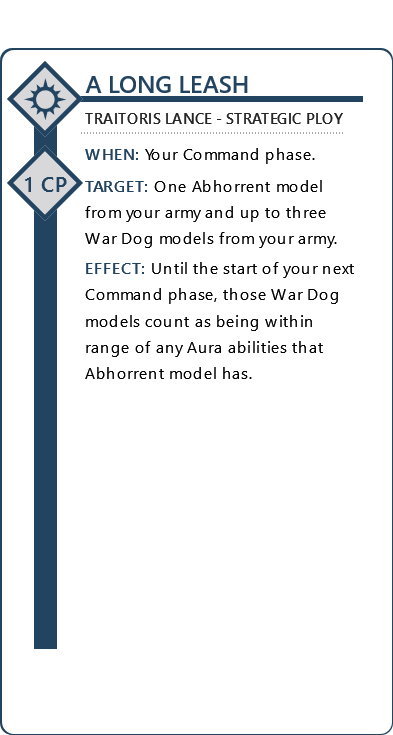 A LONG LEASH
TRAITORIS LANCE - STRATEGIC PLOY
1 CP
WHEN: Your Command phase.
TARGET: One Abhorrent model
from your army and up to three
War Dog models from your army.
EFFECT: Until the start of your next
Command phase, those War Dog
models count as being within
range of any Aura abilities that
Abhorrent model has.